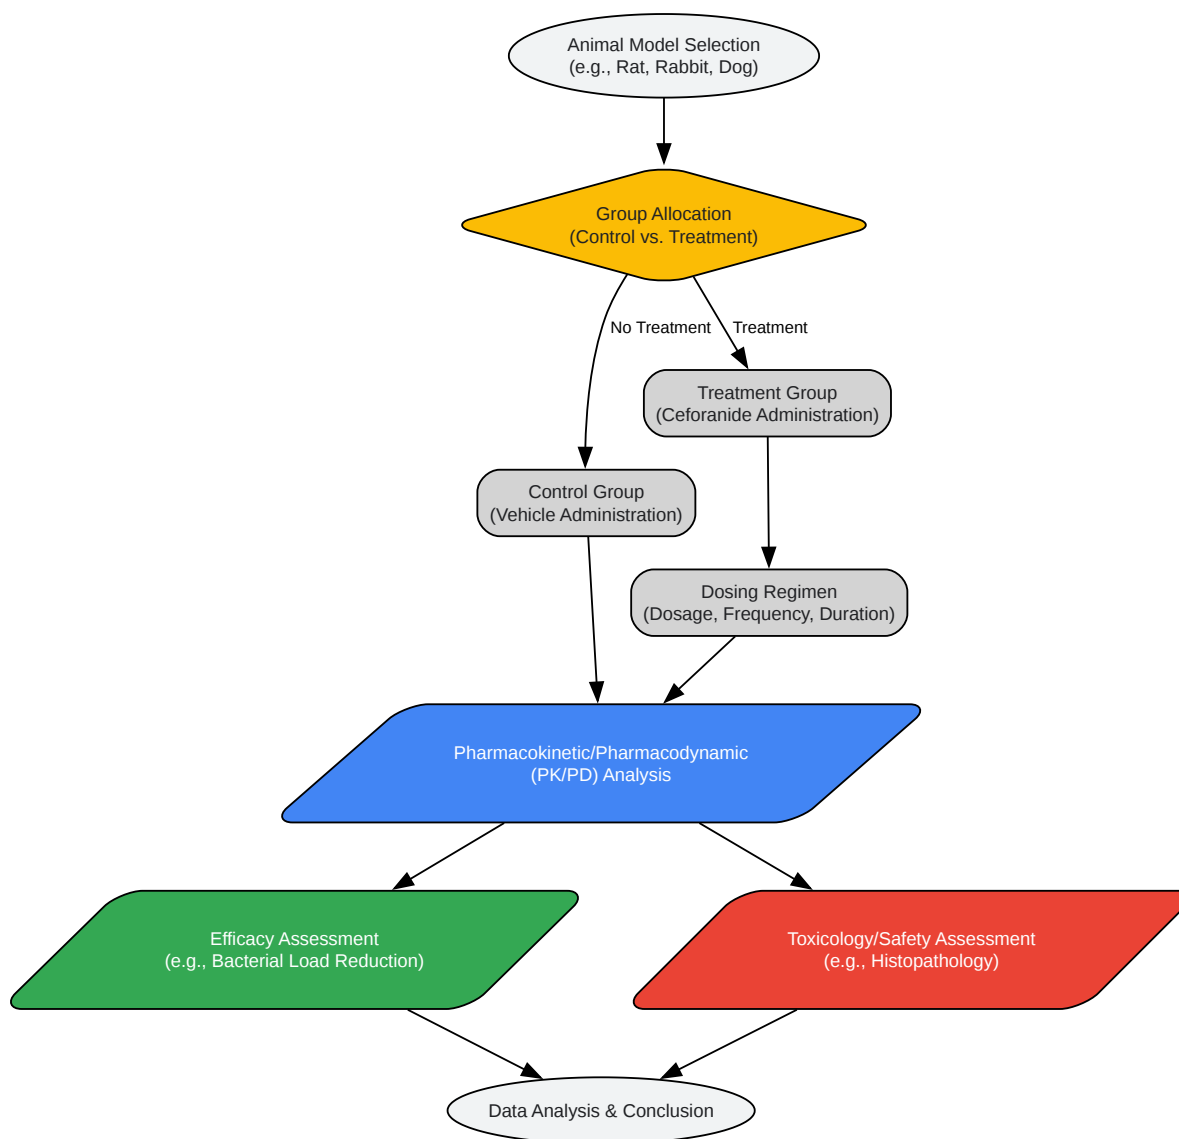 Animal Model Selection
(e.g., Rat, Rabbit, Dog)
Group Allocation
(Control vs. Treatment)
No Treatment
Treatment
Treatment Group
(Ceforanide Administration)
Control Group
(Vehicle Administration)
Dosing Regimen
(Dosage, Frequency, Duration)
Pharmacokinetic/Pharmacodynamic
(PK/PD) Analysis
Efficacy Assessment
(e.g., Bacterial Load Reduction)
Toxicology/Safety Assessment
(e.g., Histopathology)
Data Analysis & Conclusion